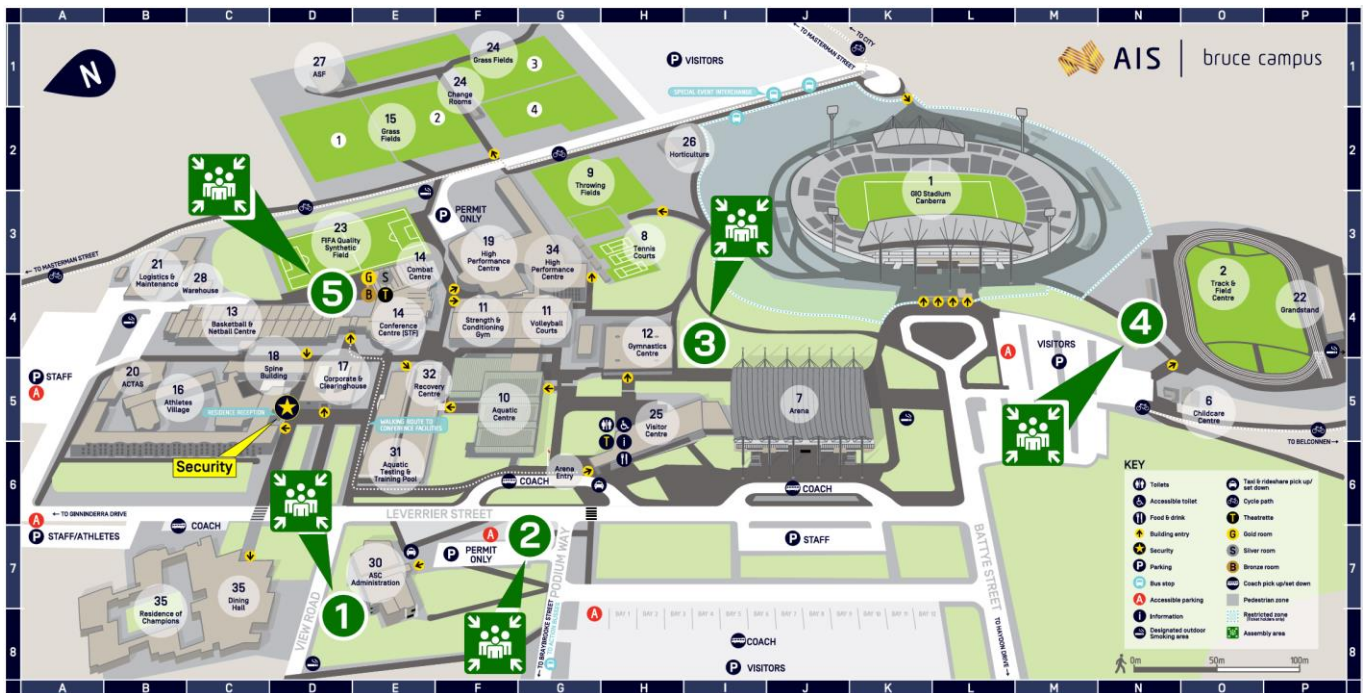 A B C D E F G H I J K L M N O P
1
2
3
4
5
6
7
8
N
AIS | bruce campus
27
ASF
24
Grass Fields
3
24
Change
Rooms
4
15
Grass
Fields
1
2
P VISITORS
← TO MASTERMAN STREET
→ TO CITY
SPECIAL EVENT INTERCHANGE
26
Horticulture
9
Throwing
Fields
1
GIO Stadium
Canberra
P
PERMIT
ONLY
23
FIFA Quality
Synthetic
Field
← TO MASTERMAN STREET
21
Logistics &
Maintenance
28
Warehouse
14
Combat
Centre
G S
B T
5
19
High
Performance
Centre
34
High
Performance
Centre
8
Tennis
Courts
2
Track &
Field
Centre
22
Grandstand
13
Basketball &
Netball Centre
14
Conference
Centre (STF)
11
Strength &
Conditioning
Gym
11
Volleyball
Courts
12
Gymnastics
Centre
3
4
VISITORS
P
A
P STAFF
A
20
ACTAS
16
Athletes
Village
18
Spine
Building
17
Corporate &
Clearinghouse
32
Recovery
Centre
10
Aquatic
Centre
25
Visitor
Centre
T i
7
Arena
6
Childcare
Centre
TO BELCONNEN→
RESIDENCE RECEPTION
WALKING ROUTE TO
CONFERENCE FACILITIES
Security
31
Aquatic
Testing &
Training Pool
Arena
Entry
COACH
COACH
← TO GINNINDERRA DRIVE
LEVERRIER STREET
A
P STAFF/ATHLETES
COACH
A
P PERMIT
ONLY
2
P STAFF
30
ASC
Administration
35
Residence of
Champions
35
Dining
Hall
1
VIEW ROAD
PODIUM WAY
BATTYE STREET
← TO BRAYBROOKE STREET
TO ACTION BUSES
← TO HAYDON DRIVE
A
BAY 1 BAY 2 BAY 3 BAY 4 BAY 5 BAY 6 BAY 7 BAY 8 BAY 9 BAY 10 BAY 11 BAY 12
COACH
P VISITORS
KEY
Toilets
Accessible toilet
Food & drink
Building entry
Security
P Parking
Bus stop
A Accessible parking
i Information
Designated outdoor
Smoking area
Taxi & rideshare pick up/
set down
Cycle path
T Theatrette
G Gold room
S Silver room
B Bronze room
Coach pick up/set down
Pedestrian zone
Restricted zone
(Ticket holders only)
Assembly area
0m 50m 100m